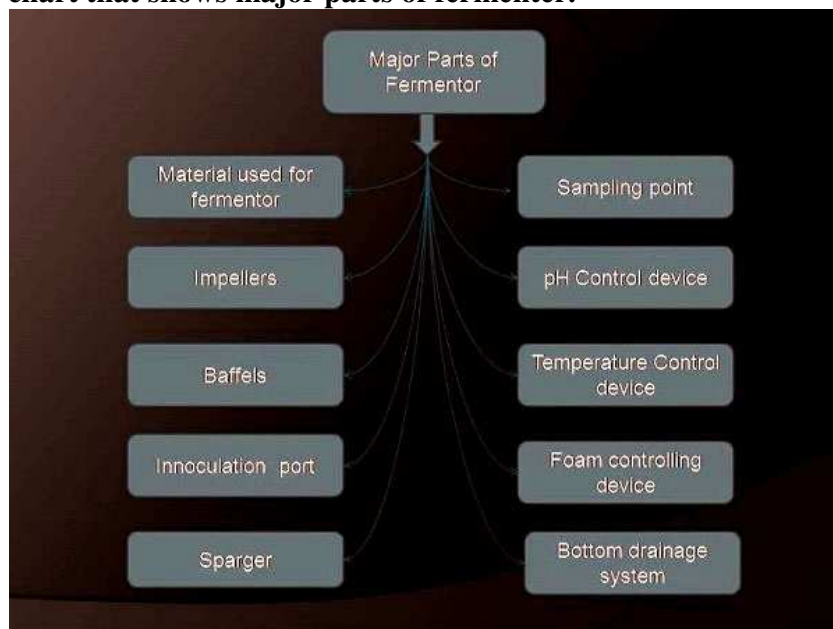 chart that shows major parts of fermenter:
Major Parts of
Fermentor
Material used for
fermentor
Impellers
Baffels
Innoculation port
Sparger
Sampling point
pH Control device
Temperature Control
device
Foam controlling
device
Bottom drainage
system